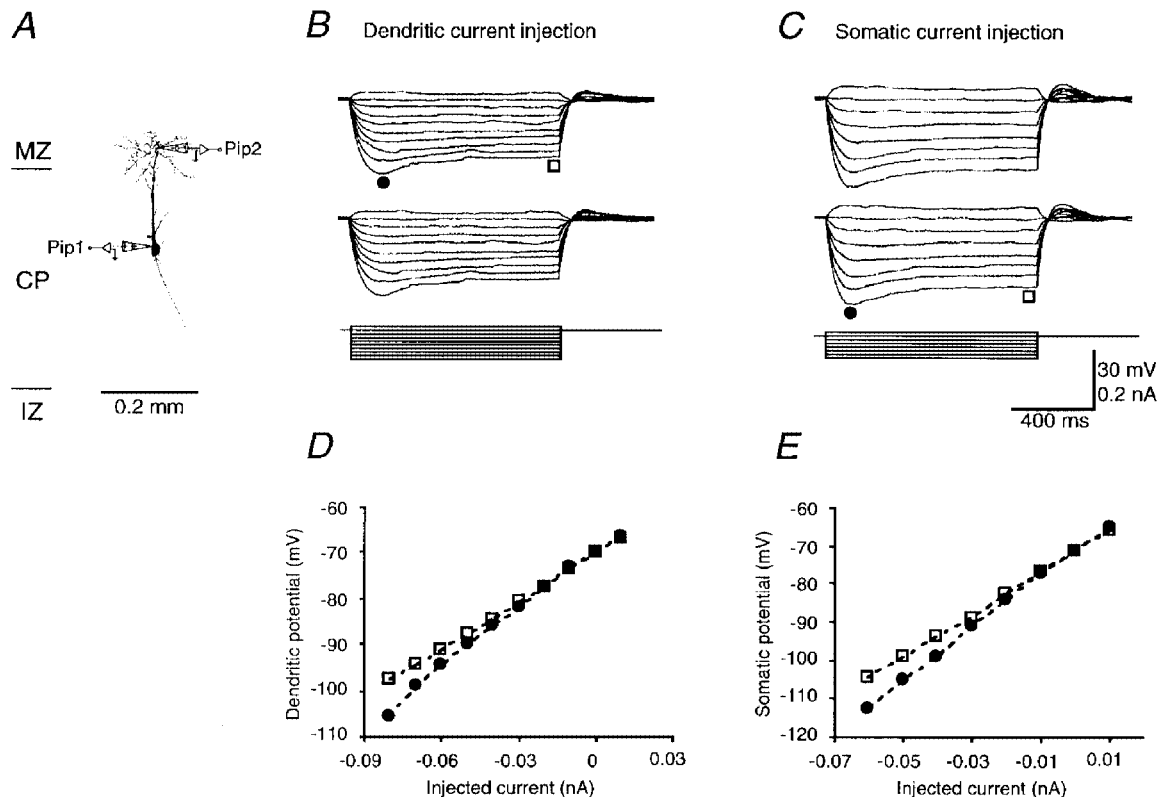 A
B Dendritic current injection
C Somatic current injection
MZ
Pip2
Pip1
CP
IZ
0.2 mm
30 mV
0.2 nA
400 ms
D
Dendritic potential (mV)
-60
-70
-80
-90
-100
-110
-0.09 -0.06 -0.03 0 0.03
Injected current (nA)
E
Somatic potential (mV)
-60
-70
-80
-90
-100
-110
-120
-0.07 -0.05 -0.03 -0.01 0.01
Injected current (nA)